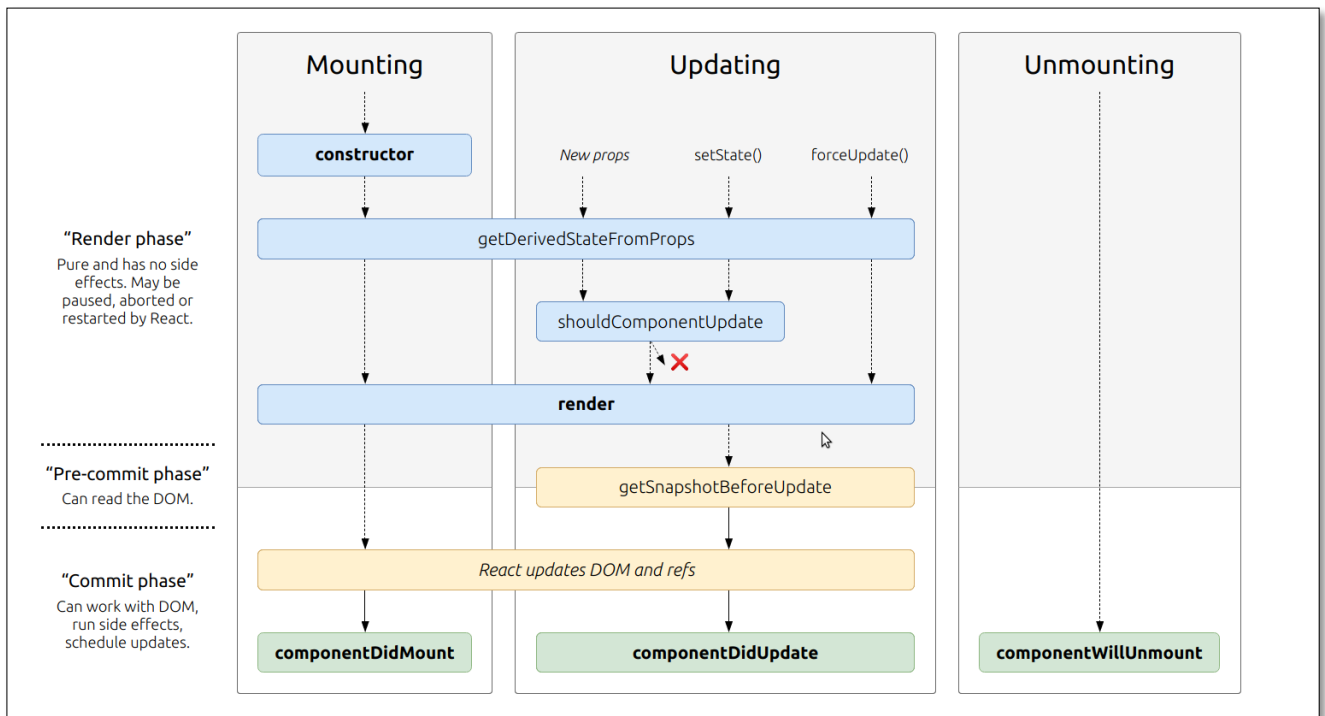 Mounting
Updating
Unmounting
constructor
New props
setState()
forceUpdate()
“Render phase”
Pure and has no side
effects. May be
paused, aborted or
restarted by React.
getDerivedStateFromProps
shouldComponentUpdate
render
“Pre-commit phase”
Can read the DOM.
getSnapshotBeforeUpdate
“Commit phase”
Can work with DOM,
run side effects,
schedule updates.
React updates DOM and refs
componentDidMount
componentDidUpdate
componentWillUnmount